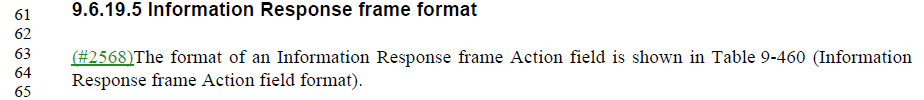 61 9.6.19.5 Information Response frame format
62
63 (#2568)The format of an Information Response frame Action field is shown in Table 9-460 (Information
64 Response frame Action field format).
65